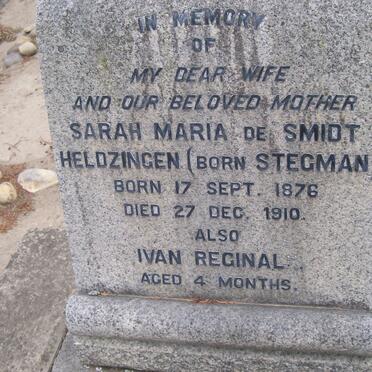 IN MEMORY
OF
MY DEAR WIFE
AND OUR BELOVED MOTHER
SARAH MARIA DE SMIDT
HELDZINGEN (BORN STEGMAN
BORN 17 SEPT. 1876
DIED 27 DEC. 1910.
ALSO
IVAN REGINAL...
AGED 4 MONTHS.